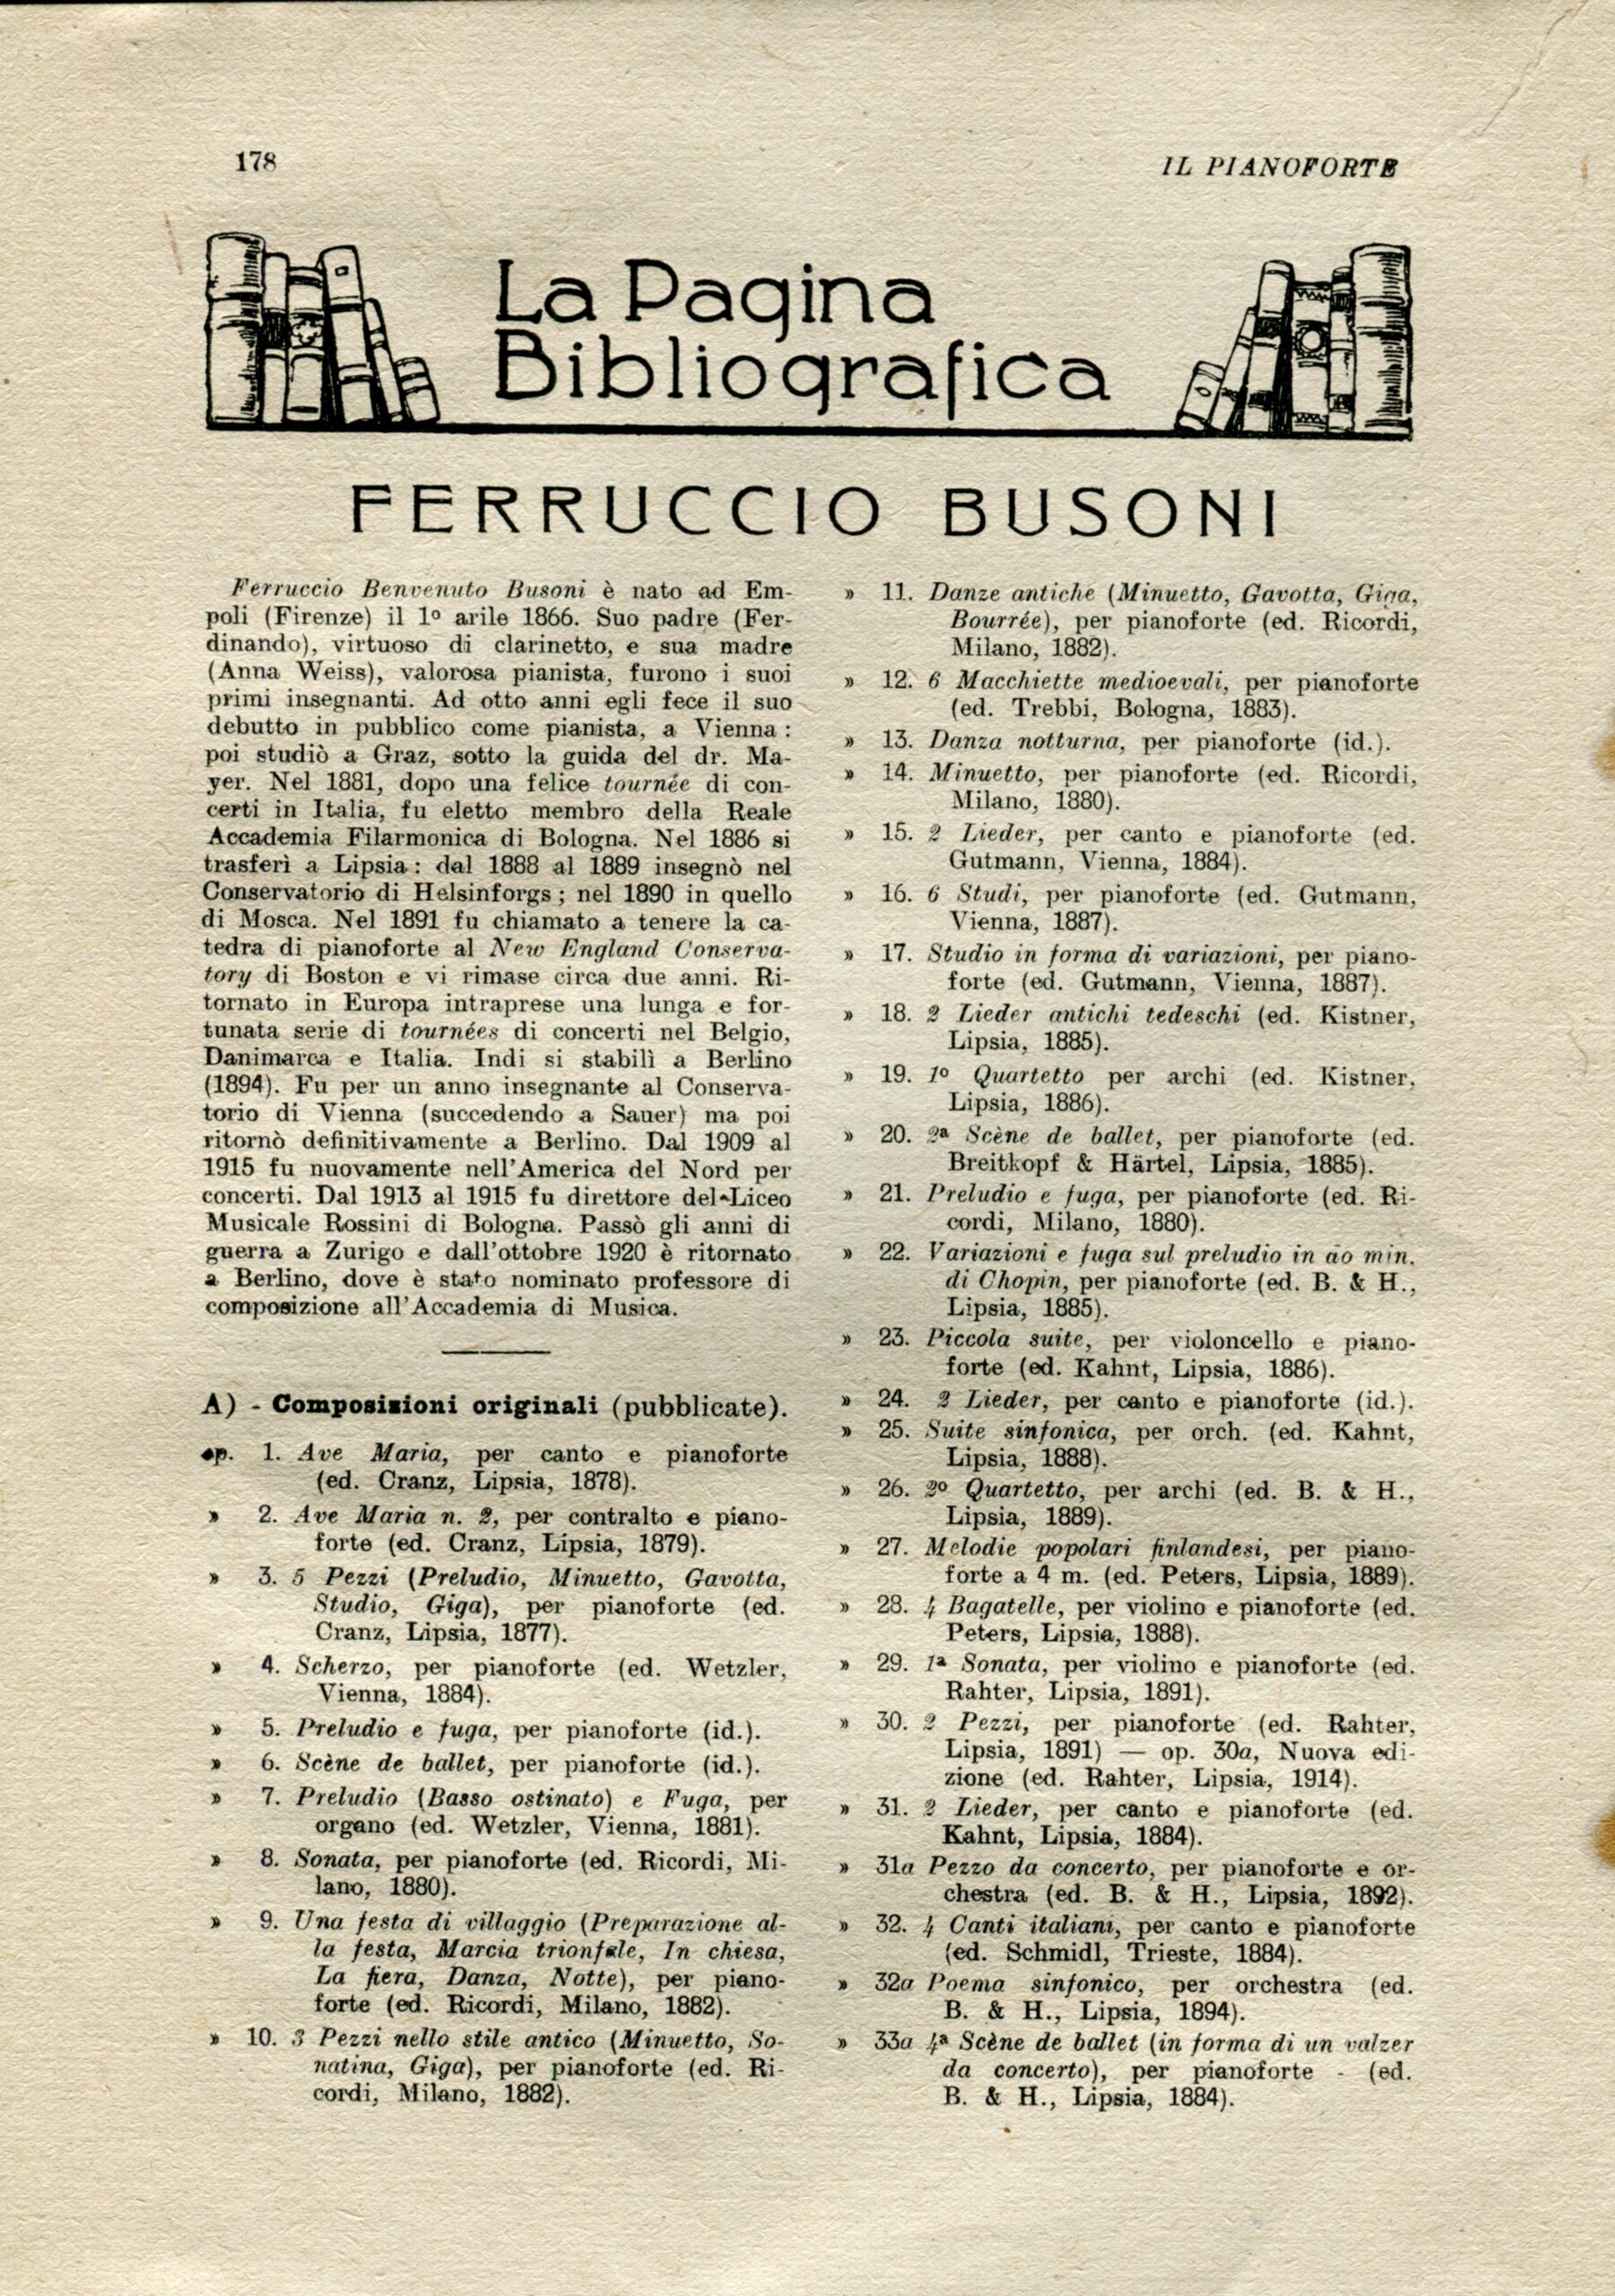 178
IL PIANOFORTE
La Pagina
Bibliografica
FERRUCCIO BUSONI
Ferruccio Benvenuto Busoni è nato ad Em-
poli (Firenze) il 1º arile 1866. Suo padre (Fer-
dinando), virtuoso di clarinetto, e sua madre
(Anna Weiss), valorosa pianista, furono i suoi
primi insegnanti. Ad otto anni egli fece il suo
debutto in pubblico come pianista, a Vienna :
poi studiò a Graz, sotto la guida del dr. Ma-
yer. Nel 1881, dopo una felice tournée di con-
certi in Italia, fu eletto membro della Reale
Accademia Filarmonica di Bologna. Nel 1886 si
trasferì a Lipsia : dal 1888 al 1889 insegnò nel
Conservatorio di Helsinforgs ; nel 1890 in quello
di Mosca. Nel 1891 fu chiamato a tenere la ca-
tedra di pianoforte al New England Conserva-
tory di Boston e vi rimase circa due anni. Ri-
tornato in Europa intraprese una lunga e for-
tunata serie di tournées di concerti nel Belgio,
Danimarca e Italia. Indi si stabilì a Berlino
(1894). Fu per un anno insegnante al Conserva-
torio di Vienna (succedendo a Sauer) ma poi
ritornò definitivamente a Berlino. Dal 1909 al
1915 fu nuovamente nell'America del Nord per
concerti. Dal 1913 al 1915 fu direttore del-Liceo
Musicale Rossini di Bologna. Passò gli anni di
guerra a Zurigo e dall'ottobre 1920 è ritornato
a Berlino, dove è stato nominato professore di
composizione all'Accademia di Musica.
A) - Composizioni originali (pubblicate).
op. 1. Ave Maria, per canto e pianoforte
(ed. Cranz, Lipsia, 1878).
» 2. Ave Maria n. 2, per contralto e piano-
forte (ed. Cranz, Lipsia, 1879).
» 3. 5 Pezzi (Preludio, Minuetto, Gavotta,
Studio, Giga), per pianoforte (ed.
Cranz, Lipsia, 1877).
» 4. Scherzo, per pianoforte (ed. Wetzler,
Vienna, 1884).
» 5. Preludio e fuga, per pianoforte (id.).
» 6. Scène de ballet, per pianoforte (id.).
» 7. Preludio (Basso ostinato) e Fuga, per
organo (ed. Wetzler, Vienna, 1881).
» 8. Sonata, per pianoforte (ed. Ricordi, Mi-
lano, 1880).
» 9. Una festa di villaggio (Preparazione al-
la festa, Marcia trionfale, In chiesa,
La fiera, Danza, Notte), per piano-
forte (ed. Ricordi, Milano, 1882).
» 10. 3 Pezzi nello stile antico (Minuetto, So-
natina, Giga), per pianoforte (ed. Ri-
cordi, Milano, 1882).
» 11. Danze antiche (Minuetto, Gavotta, Giga,
Bourrée), per pianoforte (ed. Ricordi,
Milano, 1882).
» 12. 6 Macchiette medioevali, per pianoforte
(ed. Trebbi, Bologna, 1883).
» 13. Danza notturna, per pianoforte (id.).
» 14. Minuetto, per pianoforte (ed. Ricordi,
Milano, 1880).
» 15. 2 Lieder, per canto e pianoforte (ed.
Gutmann, Vienna, 1884).
» 16. 6 Studi, per pianoforte (ed. Gutmann,
Vienna, 1887).
» 17. Studio in forma di variazioni, per piano-
forte (ed. Gutmann, Vienna, 1887).
» 18. 2 Lieder antichi tedeschi (ed. Kistner,
Lipsia, 1885).
» 19. 1º Quartetto per archi (ed. Kistner,
Lipsia, 1886).
» 20. 2ª Scène de ballet, per pianoforte (ed.
Breitkopf & Härtel, Lipsia, 1885).
» 21. Preludio e fuga, per pianoforte (ed. Ri-
cordi, Milano, 1880).
» 22. Variazioni e fuga sul preludio in do min.
di Chopin, per pianoforte (ed. B. & H.,
Lipsia, 1885).
» 23. Piccola suite, per violoncello e piano-
forte (ed. Kahnt, Lipsia, 1886).
» 24. 2 Lieder, per canto e pianoforte (id.).
» 25. Suite sinfonica, per orch. (ed. Kahnt,
Lipsia, 1888).
» 26. 2º Quartetto, per archi (ed. B. & H.,
Lipsia, 1889).
» 27. Melodie popolari finlandesi, per piano-
forte a 4 m. (ed. Peters, Lipsia, 1889).
» 28. 4 Bagatelle, per violino e pianoforte (ed.
Peters, Lipsia, 1888).
» 29. 1ª Sonata, per violino e pianoforte (ed.
Rahter, Lipsia, 1891).
» 30. 2 Pezzi, per pianoforte (ed. Rahter,
Lipsia, 1891) — op. 30a, Nuova edi-
zione (ed. Rahter, Lipsia, 1914).
» 31. 2 Lieder, per canto e pianoforte (ed.
Kahnt, Lipsia, 1884).
» 31a Pezzo da concerto, per pianoforte e or-
chestra (ed. B. & H., Lipsia, 1892).
» 32. 4 Canti italiani, per canto e pianoforte
(ed. Schmidl, Trieste, 1884).
» 32a Poema sinfonico, per orchestra (ed.
B. & H., Lipsia, 1894).
» 33a 4ª Scène de ballet (in forma di un valzer
da concerto), per pianoforte - (ed.
B. & H., Lipsia, 1884).